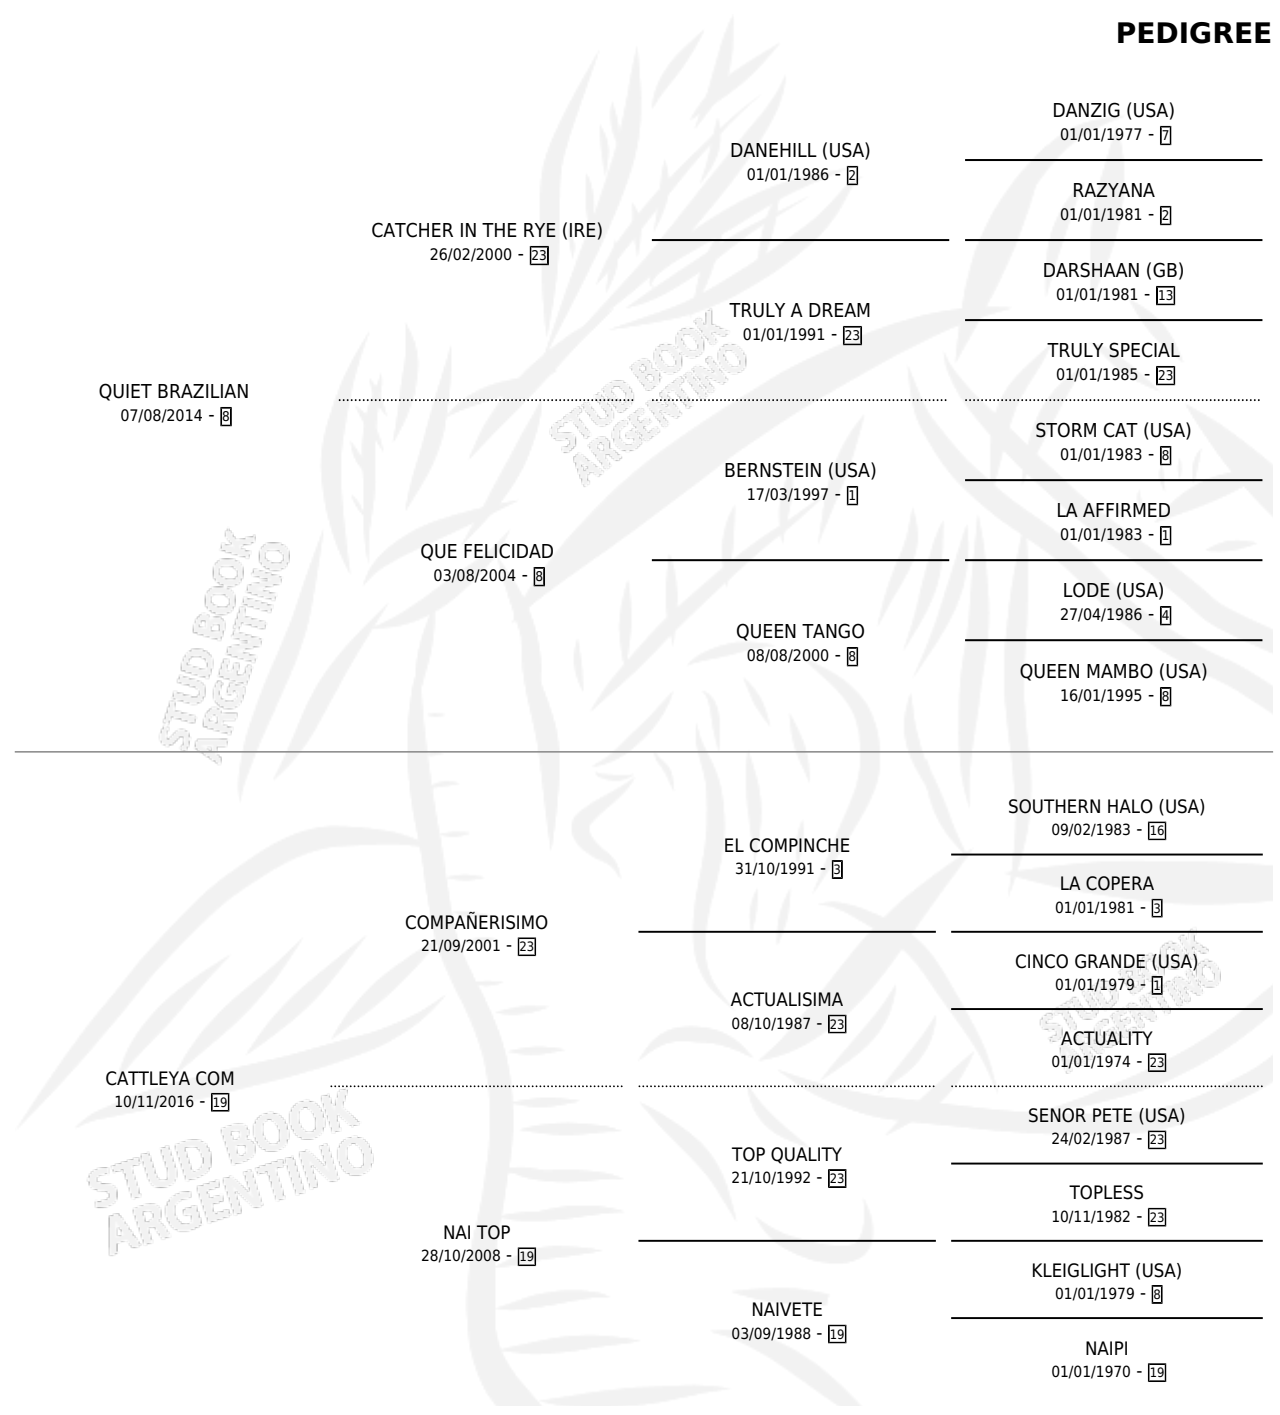 PEDIGREE
DANZIG (USA)
01/01/1977 - 7
DANEHILL (USA)
01/01/1986 - 2
RAZYANA
01/01/1981 - 2
CATCHER IN THE RYE (IRE)
26/02/2000 - 23
DARSHAAN (GB)
01/01/1981 - 13
TRULY A DREAM
01/01/1991 - 23
TRULY SPECIAL
01/01/1985 - 23
QUIET BRAZILIAN
07/08/2014 - 8
STORM CAT (USA)
01/01/1983 - 8
BERNSTEIN (USA)
17/03/1997 - 1
LA AFFIRMED
01/01/1983 - 1
QUE FELICIDAD
03/08/2004 - 8
LODE (USA)
27/04/1986 - 4
QUEEN TANGO
08/08/2000 - 8
QUEEN MAMBO (USA)
16/01/1995 - 8
SOUTHERN HALO (USA)
09/02/1983 - 16
EL COMPINCHE
31/10/1991 - 3
LA COPERA
01/01/1981 - 3
COMPAÑERISIMO
21/09/2001 - 23
CINCO GRANDE (USA)
01/01/1979 - 1
ACTUALISIMA
08/10/1987 - 23
ACTUALITY
01/01/1974 - 23
CATTLEYA COM
10/11/2016 - 19
SENOR PETE (USA)
24/02/1987 - 23
TOP QUALITY
21/10/1992 - 23
TOPLESS
10/11/1982 - 23
NAI TOP
28/10/2008 - 19
KLEIGLIGHT (USA)
01/01/1979 - 8
NAIVETE
03/09/1988 - 19
NAIPI
01/01/1970 - 19
STUD BOOK
ARGENTINO
STUD BOOK
ARGENTINO
STUD BOOK
ARGENTINO
STUD BOOK
ARGENTINO